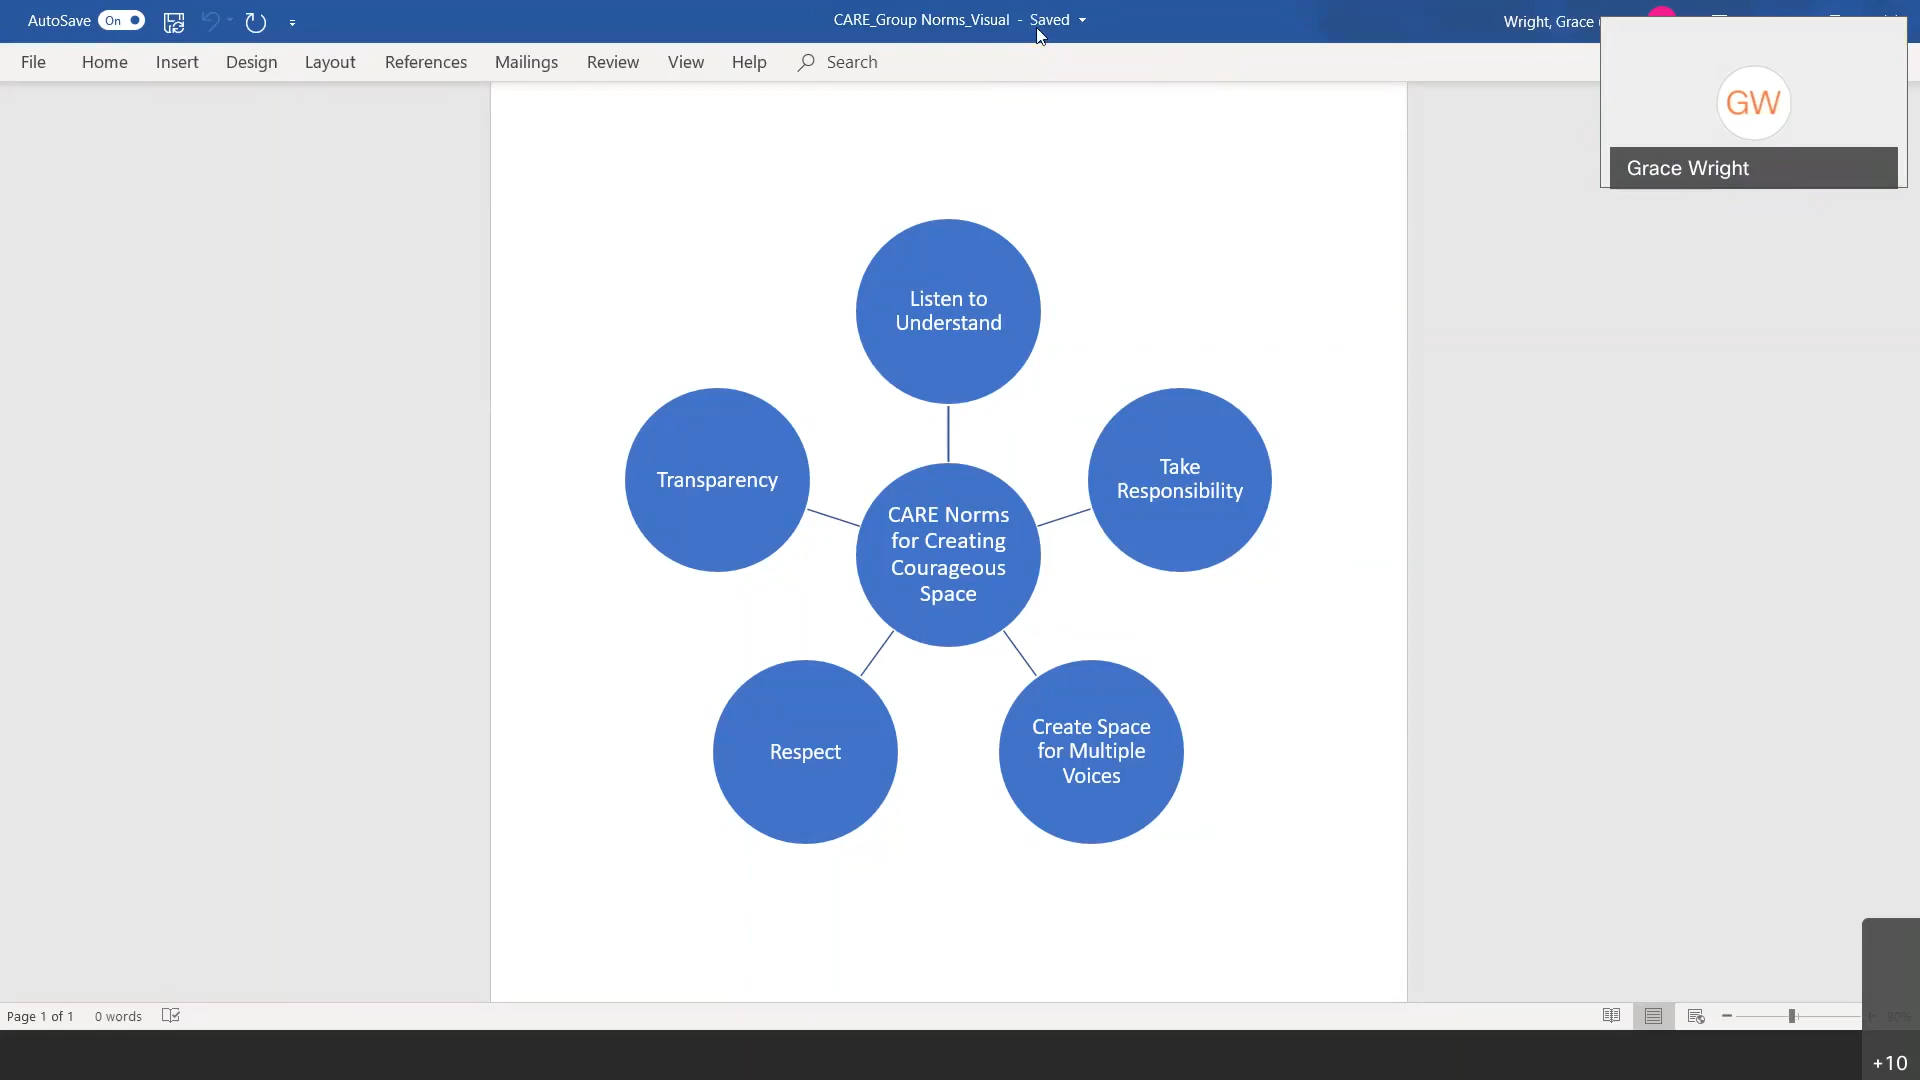 AutoSave On
CARE_Group Norms_Visual - Saved
Wright, Grace
File Home Insert Design Layout References Mailings Review View Help Search
GW
Grace Wright
Listen to
Understand
Transparency
Take
Responsibility
CARE Norms
for Creating
Courageous
Space
Respect
Create Space
for Multiple
Voices
Page 1 of 1 0 words
+10